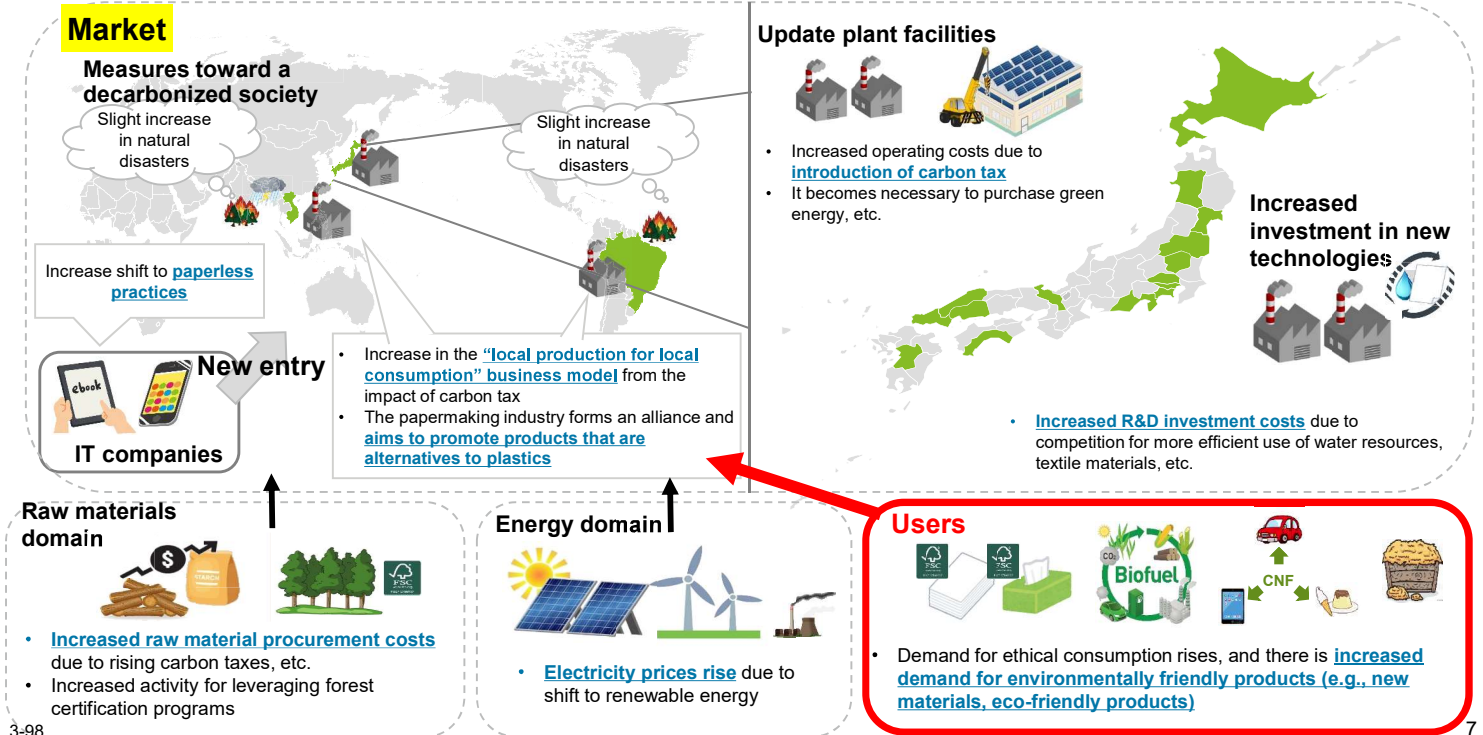 Market
Measures toward a
decarbonized society
Slight increase
in natural
disasters
Slight increase
in natural
disasters
Increase shift to paperless
practices
ebook
New entry
IT companies
• Increase in the “local production for local
consumption” business model from the
impact of carbon tax
• The papermaking industry forms an alliance and
aims to promote products that are
alternatives to plastics
Update plant facilities
• Increased operating costs due to
introduction of carbon tax
• It becomes necessary to purchase green
energy, etc.
Increased
investment in new
technologies
• Increased R&D investment costs due to
competition for more efficient use of water resources,
textile materials, etc.
Raw materials
domain
$
STARCH
FSC
• Increased raw material procurement costs
due to rising carbon taxes, etc.
• Increased activity for leveraging forest
certification programs
Energy domain
• Electricity prices rise due to
shift to renewable energy
Users
FSC
FSC
CO2
Biofuel
CNF
• Demand for ethical consumption rises, and there is increased
demand for environmentally friendly products (e.g., new
materials, eco-friendly products)
3-98
7